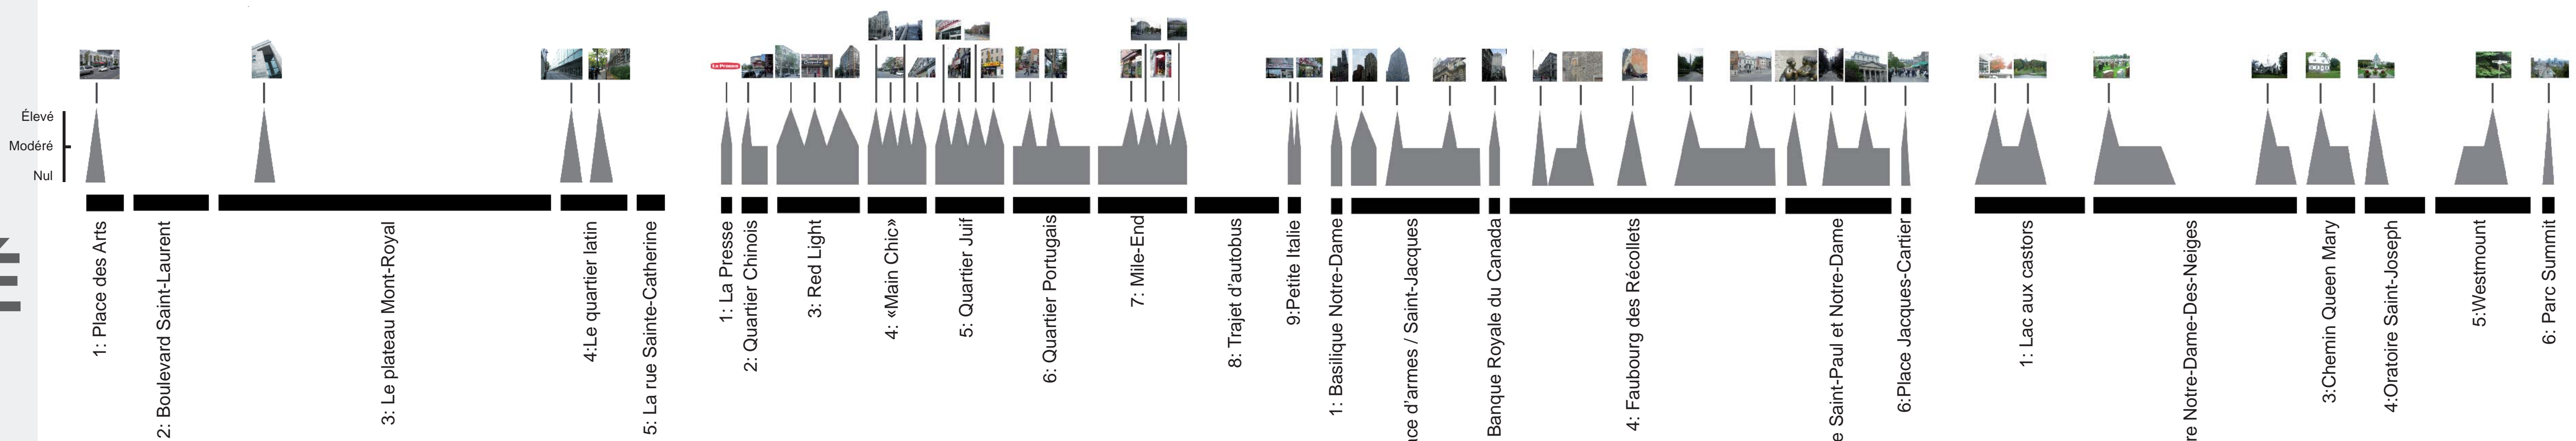 La Presse
Élevé
Modéré
Nul
1: Place des Arts
2: Boulevard Saint-Laurent
3: Le plateau Mont-Royal
4:Le quartier latin
5: La rue Sainte-Catherine
1: La Presse
2: Quartier Chinois
3: Red Light
4: «Main Chic»
5: Quartier Juif
6: Quartier Portugais
7: Mile-End
8: Trajet d'autobus
9:Petite Italie
1: Basilique Notre-Dame
ce d'armes / Saint-Jacques
Banque Royale du Canada
4: Faubourg des Récollets
e Saint-Paul et Notre-Dame
6:Place Jacques-Cartier
1: Lac aux castors
re Notre-Dame-Des-Neiges
3:Chemin Queen Mary
4:Oratoire Saint-Joseph
5:Westmount
6: Parc Summit